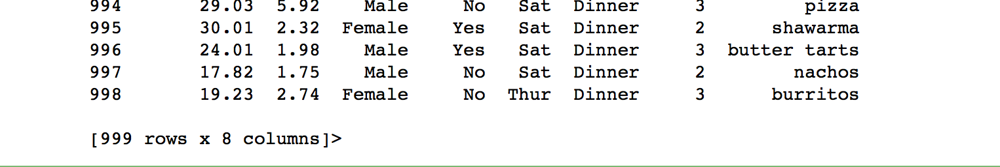 994 29.03 5.92 Male No Sat Dinner 3 pizza
995 30.01 2.32 Female Yes Sat Dinner 2 shawarma
996 24.01 1.98 Male Yes Sat Dinner 3 butter tarts
997 17.82 1.75 Male No Sat Dinner 2 nachos
998 19.23 2.74 Female No Thur Dinner 3 burritos
[999 rows x 8 columns]>